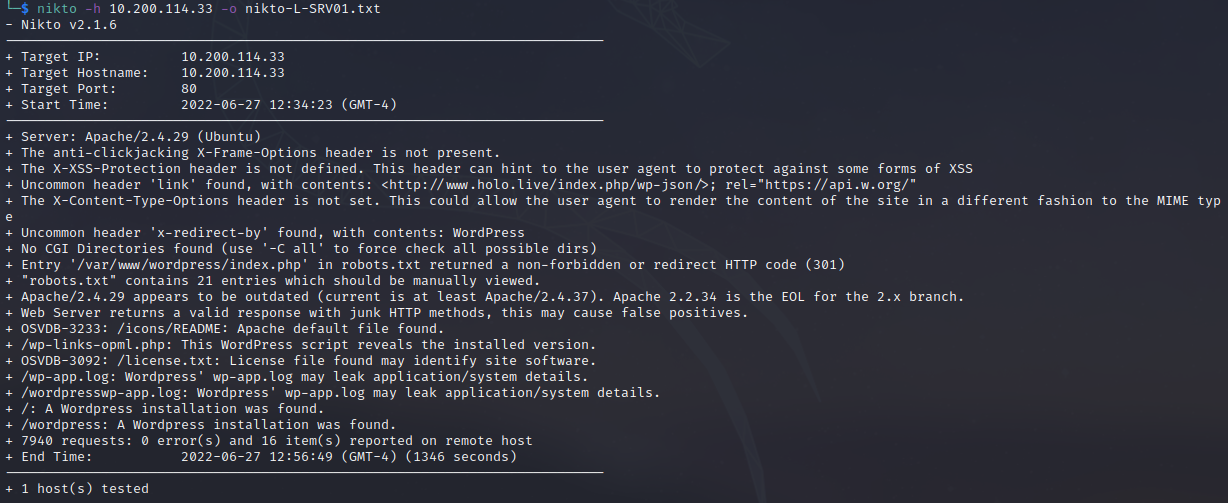 └─$ nikto -h 10.200.114.33 -o nikto-L-SRV01.txt
- Nikto v2.1.6
+ Target IP:          10.200.114.33
+ Target Hostname:    10.200.114.33
+ Target Port:        80
+ Start Time:         2022-06-27 12:34:23 (GMT-4)
+ Server: Apache/2.4.29 (Ubuntu)
+ The anti-clickjacking X-Frame-Options header is not present.
+ The X-XSS-Protection header is not defined. This header can hint to the user agent to protect against some forms of XSS
+ Uncommon header 'link' found, with contents: <http://www.holo.live/index.php/wp-json/>; rel="https://api.w.org/"
+ The X-Content-Type-Options header is not set. This could allow the user agent to render the content of the site in a different fashion to the MIME typ
e
+ Uncommon header 'x-redirect-by' found, with contents: WordPress
+ No CGI Directories found (use '-C all' to force check all possible dirs)
+ Entry '/var/www/wordpress/index.php' in robots.txt returned a non-forbidden or redirect HTTP code (301)
+ "robots.txt" contains 21 entries which should be manually viewed.
+ Apache/2.4.29 appears to be outdated (current is at least Apache/2.4.37). Apache 2.2.34 is the EOL for the 2.x branch.
+ Web Server returns a valid response with junk HTTP methods, this may cause false positives.
+ OSVDB-3233: /icons/README: Apache default file found.
+ /wp-links-opml.php: This WordPress script reveals the installed version.
+ OSVDB-3092: /license.txt: License file found may identify site software.
+ /wp-app.log: Wordpress' wp-app.log may leak application/system details.
+ /wordpresswp-app.log: Wordpress' wp-app.log may leak application/system details.
+ /: A Wordpress installation was found.
+ /wordpress: A Wordpress installation was found.
+ 7940 requests: 0 error(s) and 16 item(s) reported on remote host
+ End Time:           2022-06-27 12:56:49 (GMT-4) (1346 seconds)
+ 1 host(s) tested